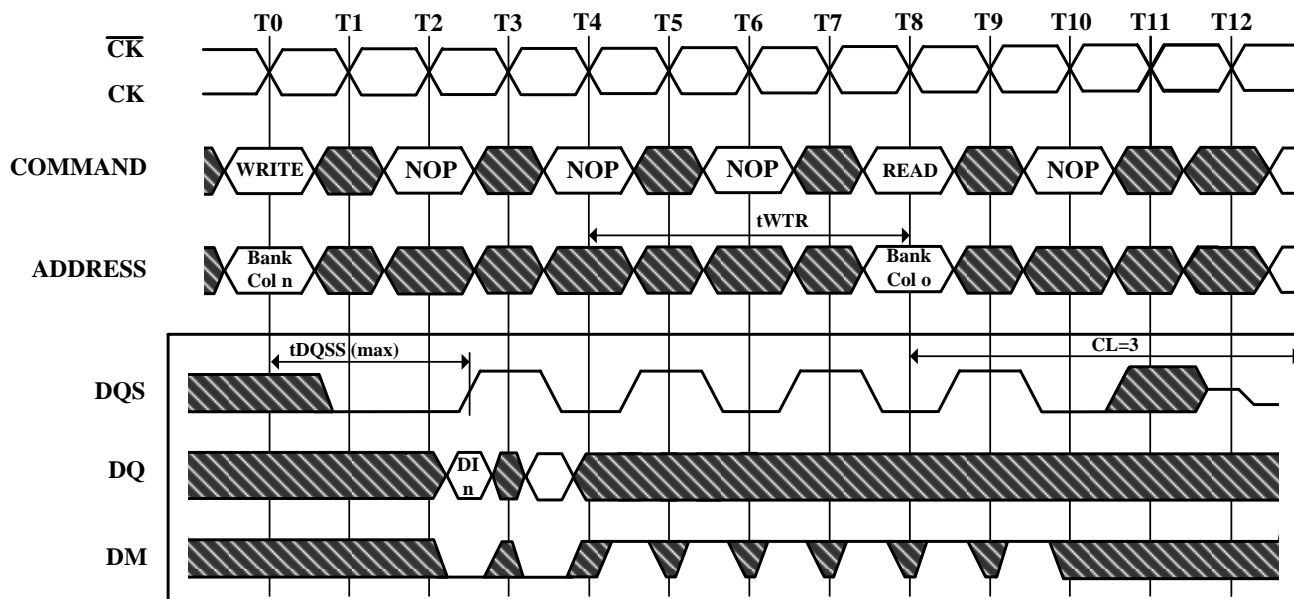 T0 T1 T2 T3 T4 T5 T6 T7 T8 T9 T10 T11 T12
CK
CK
COMMAND WRITE NOP NOP NOP READ NOP
tWTR
ADDRESS Bank Col n Bank Col o
tDQSS (max) CL=3
DQS
DQ DI n
DM